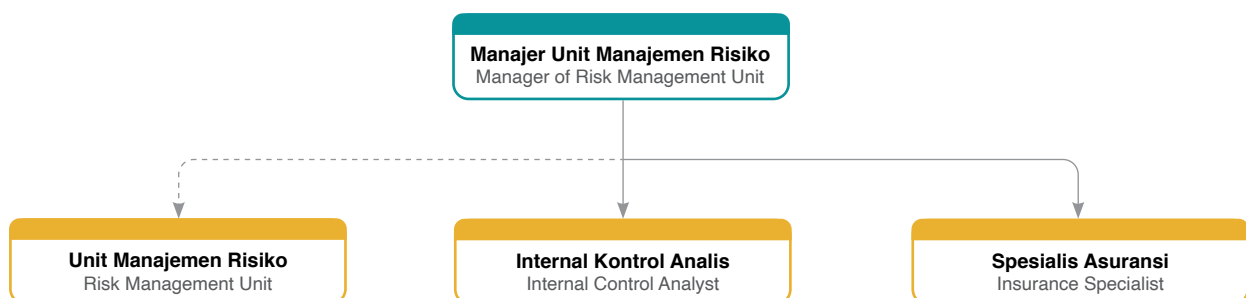 Manajer Unit Manajemen Risiko
Manager of Risk Management Unit
Unit Manajemen Risiko
Risk Management Unit
Internal Kontrol Analis
Internal Control Analyst
Spesialis Asuransi
Insurance Specialist